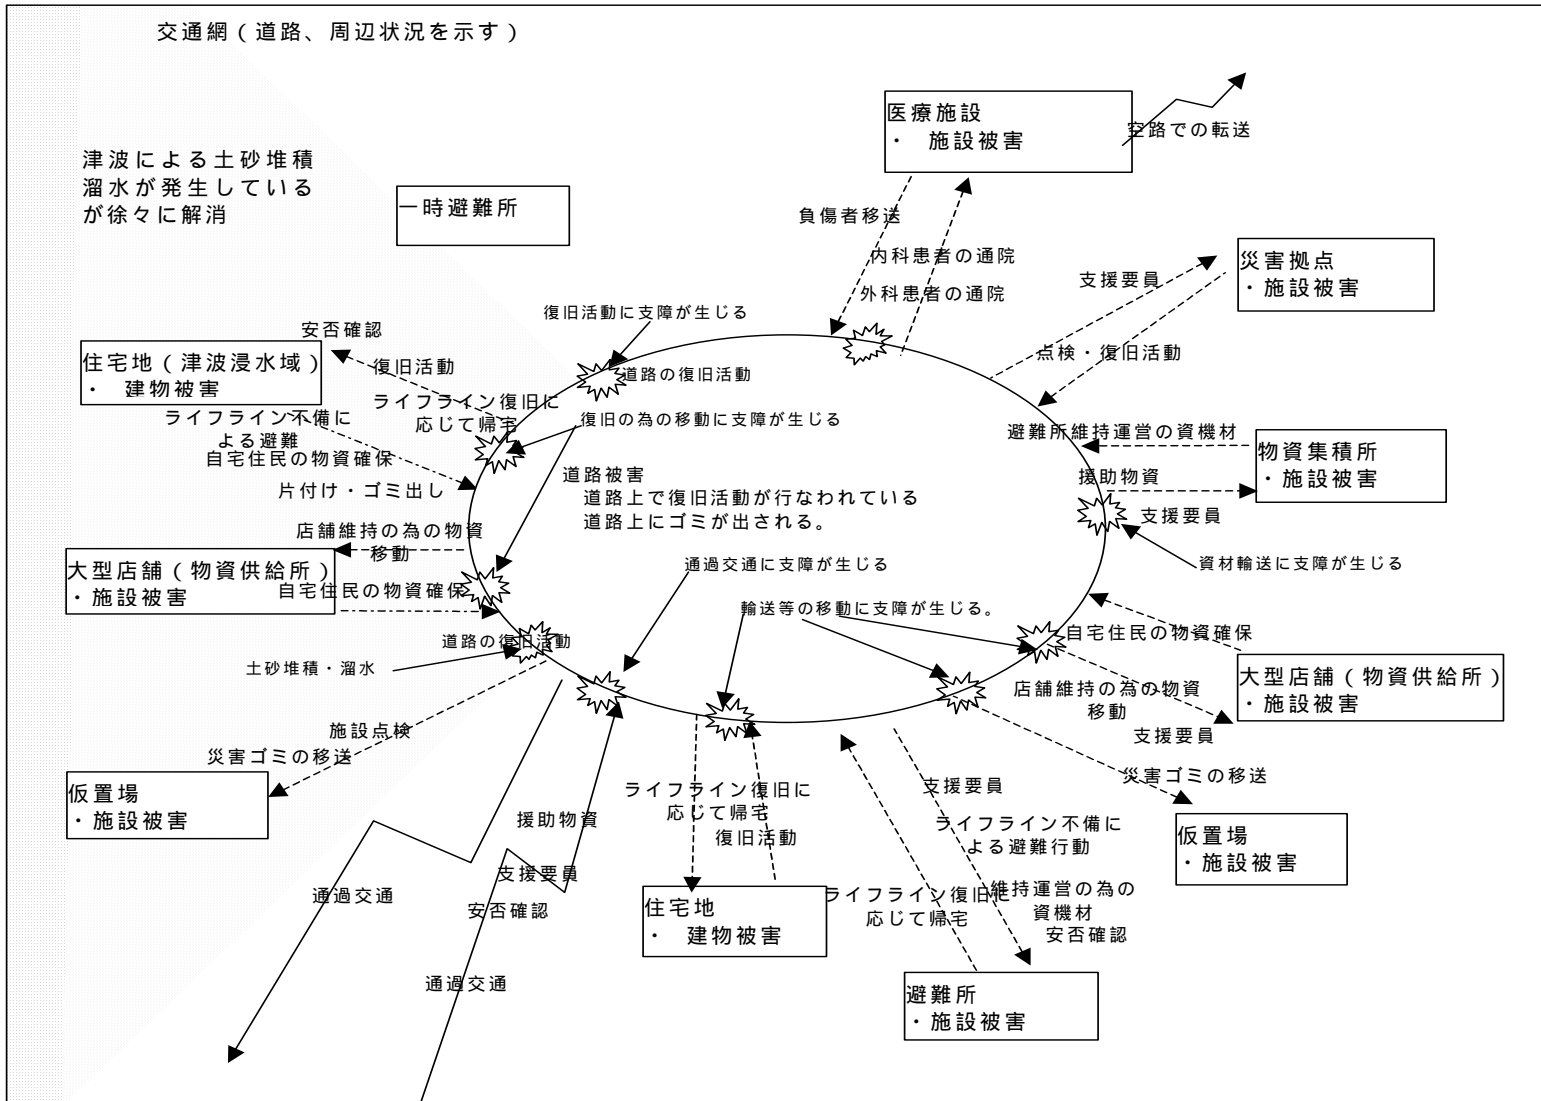 交通網（道路、周辺状況を示す）
津波による土砂堆積
溜水が発生している
が徐々に解消
一時避難所
医療施設
・　施設被害
空路での転送
負傷者移送
内科患者の通院
外科患者の通院
災害拠点
・施設被害
支援要員
点検・復旧活動
復旧活動に支障が生じる
道路の復旧活動
安否確認
住宅地（津波浸水域）
・　建物被害
復旧活動
ライフライン復旧に
応じて帰宅
ライフライン不備に
よる避難
自宅住民の物資確保
片付け・ゴミ出し
復旧の為の移動に支障が生じる
道路被害
道路上で復旧活動が行なわれている
道路上にゴミが出される。
避難所維持運営の資機材
物資集積所
・施設被害
援助物資
支援要員
資材輸送に支障が生じる
店舗維持の為の物資
移動
大型店舗（物資供給所）
・施設被害
自宅住民の物資確保
通過交通に支障が生じる
輸送等の移動に支障が生じる。
道路の復旧活動
土砂堆積・溜水
自宅住民の物資確保
大型店舗（物資供給所）
・施設被害
店舗維持の為の物資
移動
支援要員
施設点検
災害ゴミの移送
仮置場
・施設被害
災害ゴミの移送
仮置場
・施設被害
援助物資
支援要員
安否確認
通過交通
通過交通
ライフライン復旧に
応じて帰宅
復旧活動
住宅地
・　建物被害
支援要員
ライフライン不備に
よる避難行動
ライフライン復旧に
応じて帰宅
維持運営の為の
資機材
安否確認
避難所
・施設被害